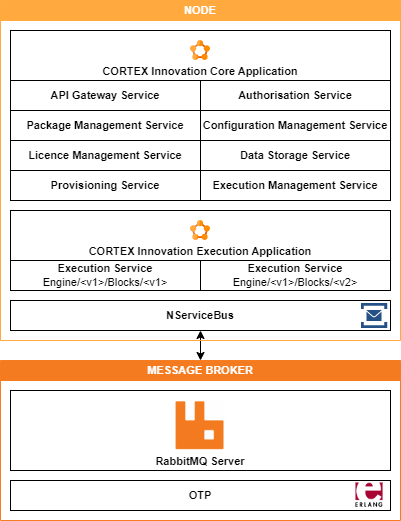 NODE
CORTEX Innovation Core Application
API Gateway Service
Authorisation Service
Package Management Service
Configuration Management Service
Licence Management Service
Data Storage Service
Provisioning Service
Execution Management Service
CORTEX Innovation Execution Application
Execution Service
Engine/<v1>/Blocks/<v1>
Execution Service
Engine/<v1>/Blocks/<v2>
NServiceBus
MESSAGE BROKER
RabbitMQ Server
OTP
ERLANG